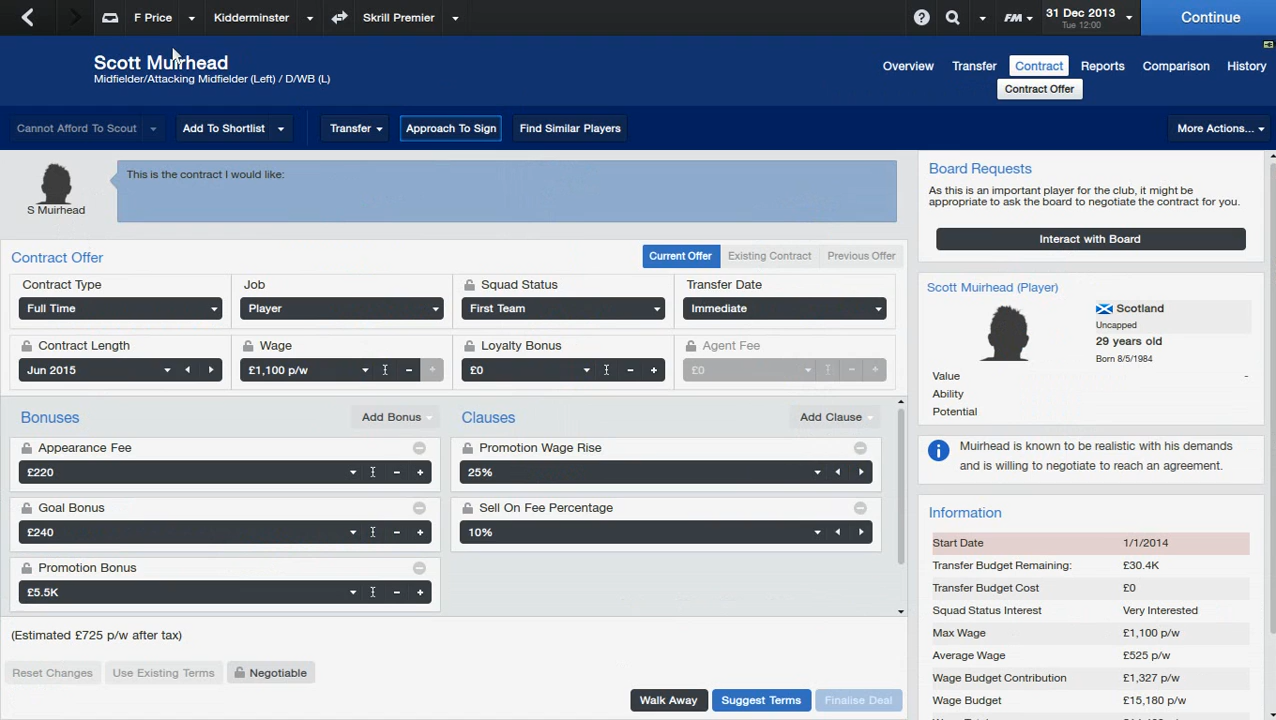 F Price
Kidderminster
Skrill Premier
FM
31 Dec 2013
Tue 12:00
Continue
Scott Muirhead
Midfielder/Attacking Midfielder (Left) / D/WB (L)
Overview
Transfer
Contract
Reports
Comparison
History
Contract Offer
Cannot Afford To Scout
Add To Shortlist
Transfer
Approach To Sign
Find Similar Players
More Actions...
This is the contract I would like:
S Muirhead
Board Requests
As this is an important player for the club, it might be
appropriate to ask the board to negotiate the contract for you.
Interact with Board
Contract Offer
Current Offer
Existing Contract
Previous Offer
Contract Type
Job
Squad Status
Transfer Date
Full Time
Player
First Team
Immediate
Contract Length
Wage
Loyalty Bonus
Agent Fee
Jun 2015
£1,100 p/w
£0
£0
Bonuses
Add Bonus
Clauses
Add Clause
Appearance Fee
£220
Goal Bonus
£240
Promotion Bonus
£5.5K
Promotion Wage Rise
25%
Sell On Fee Percentage
10%
(Estimated £725 p/w after tax)
Reset Changes
Use Existing Terms
Negotiable
Walk Away
Suggest Terms
Finalise Deal
Scott Muirhead (Player)
Scotland
Uncapped
29 years old
Born 8/5/1984
Value -
Ability
Potential
Muirhead is known to be realistic with his demands
and is willing to negotiate to reach an agreement.
Information
Start Date 1/1/2014
Transfer Budget Remaining: £30.4K
Transfer Budget Cost £0
Squad Status Interest Very Interested
Max Wage £1,100 p/w
Average Wage £525 p/w
Wage Budget Contribution £1,327 p/w
Wage Budget £15,180 p/w